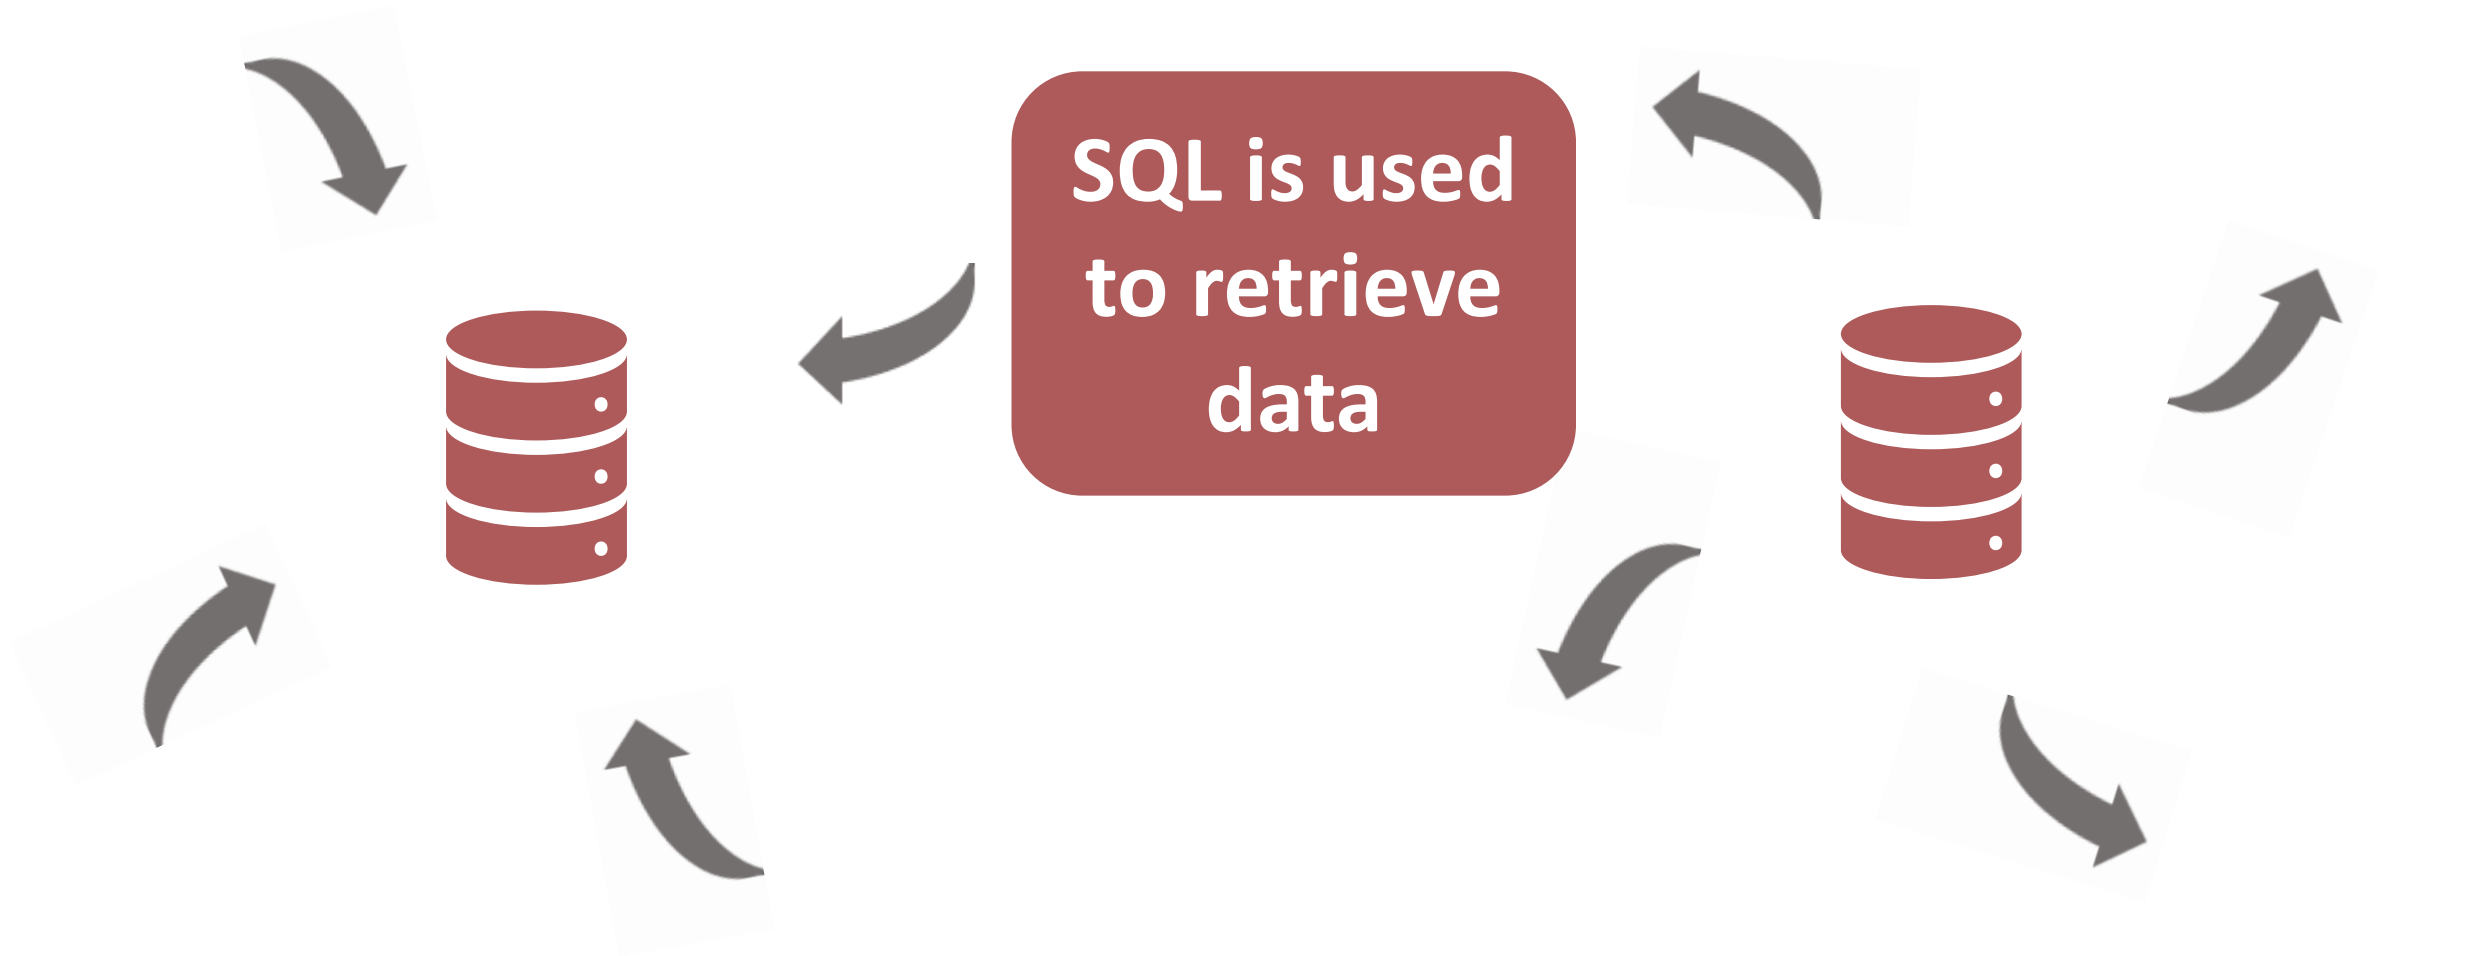 SQL is used
to retrieve
data